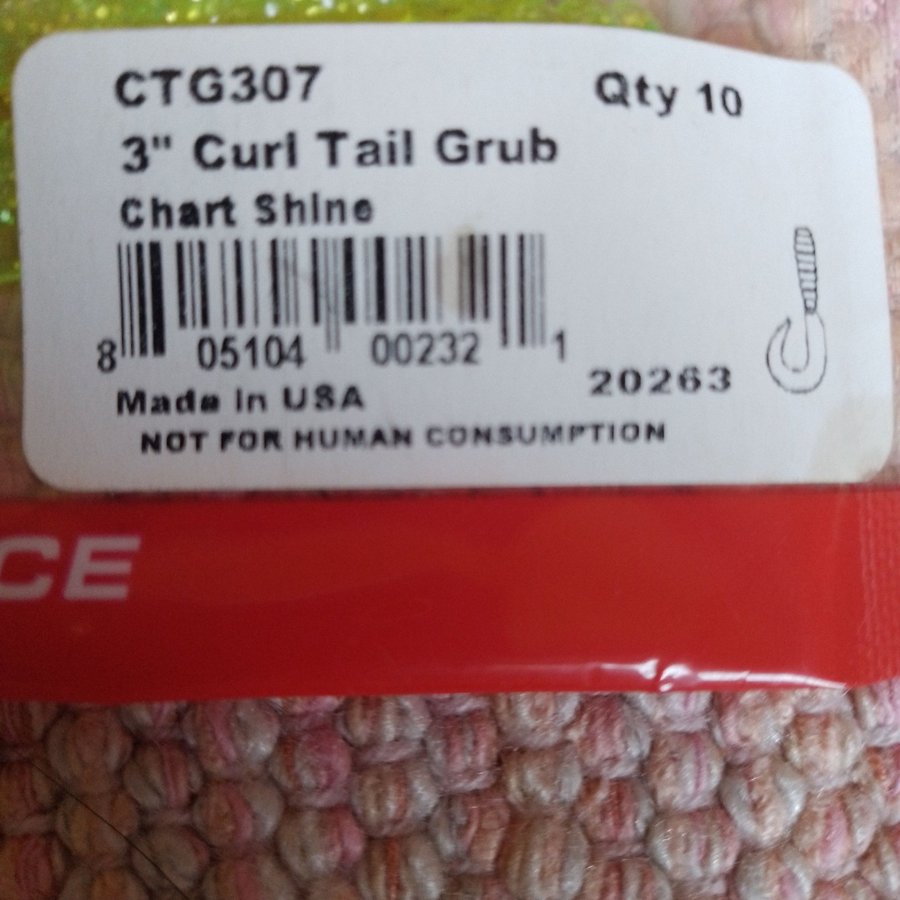 CTG307 Qty 10
3" Curl Tail Grub
Chart Shine
8 05104 00232 1
20263
Made in USA
NOT FOR HUMAN CONSUMPTION
CE